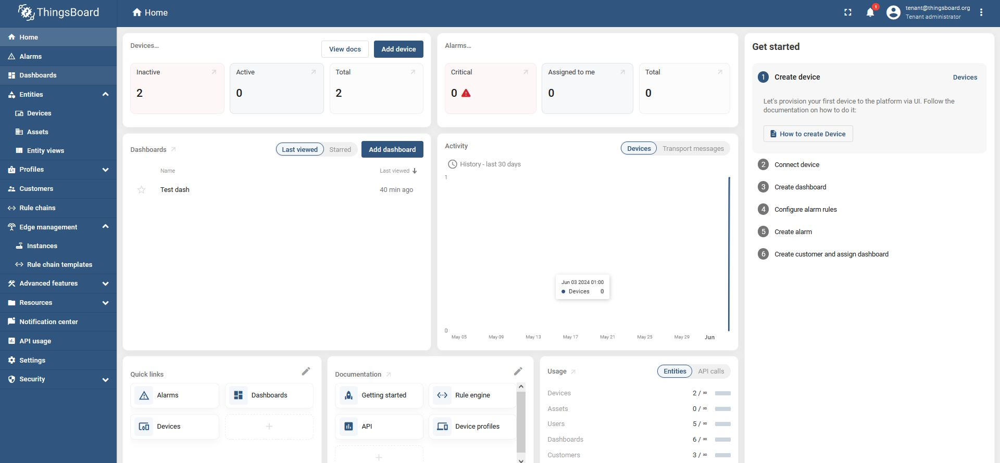 ThingsBoard
Home
1
tenant@thingsboard.org
Tenant administrator
Home
Alarms
Dashboards
Entities
Devices
Assets
Entity views
Profiles
Customers
Rule chains
Edge management
Instances
Rule chain templates
Advanced features
Resources
Notification center
API usage
Settings
Security
Devices...
View docs
Add device
Inactive
2
Active
0
Total
2
Alarms...
Critical
0
Assigned to me
0
Total
0
Dashboards
Last viewed
Starred
Add dashboard
Name
Last viewed
Test dash
40 min ago
Activity
Devices
Transport messages
History - last 30 days
1
Jun 03 2024 01:00
Devices 0
0
May 05 May 09 May 13 May 17 May 21 May 25 May 29 Jun
Quick links
Alarms
Dashboards
Devices
+
Documentation
Getting started
Rule engine
API
Device profiles
+
Usage
Entities
API calls
Devices 2 / ∞
Assets 0 / ∞
Users 5 / ∞
Dashboards 6 / ∞
Customers 3 / ∞
Get started
1 Create device
Devices
Let's provision your first device to the platform via UI. Follow the
documentation on how to do it:
How to create Device
2 Connect device
3 Create dashboard
4 Configure alarm rules
5 Create alarm
6 Create customer and assign dashboard